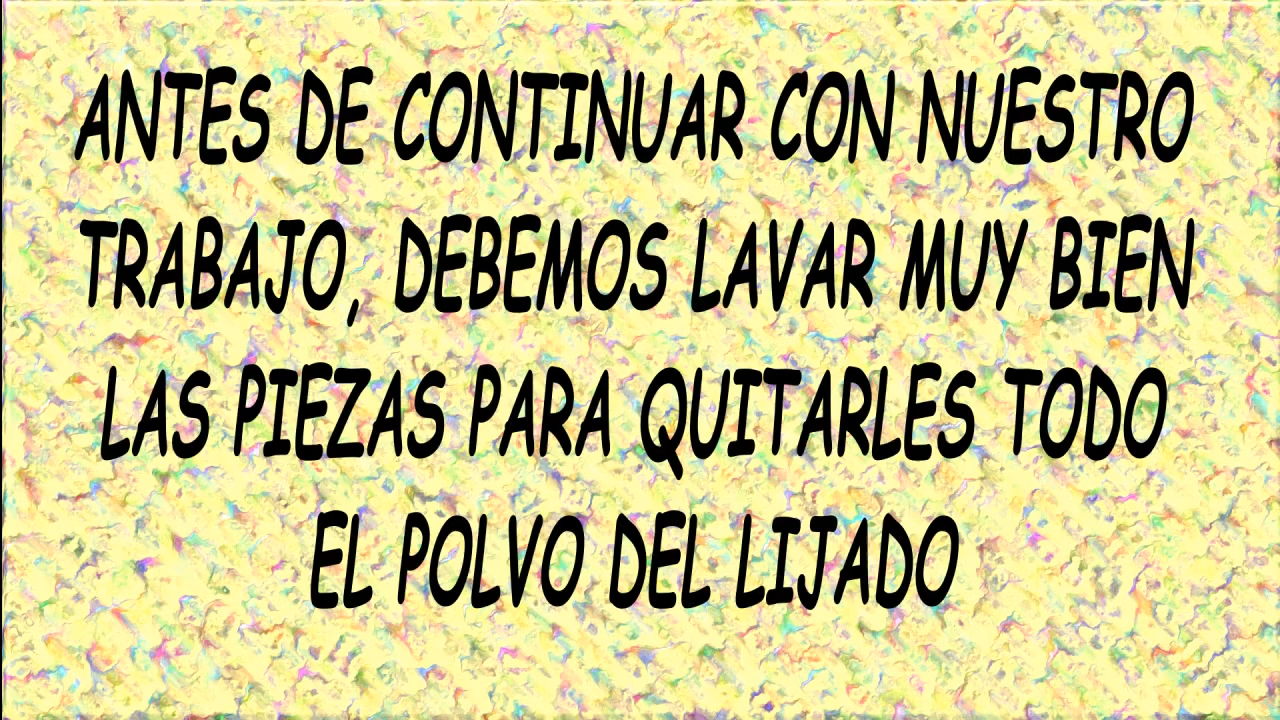 ANTES DE CONTINUAR CON NUESTRO
TRABAJO, DEBEMOS LAVAR MUY BIEN
LAS PIEZAS PARA QUITARLES TODO
EL POLVO DEL LIJADO